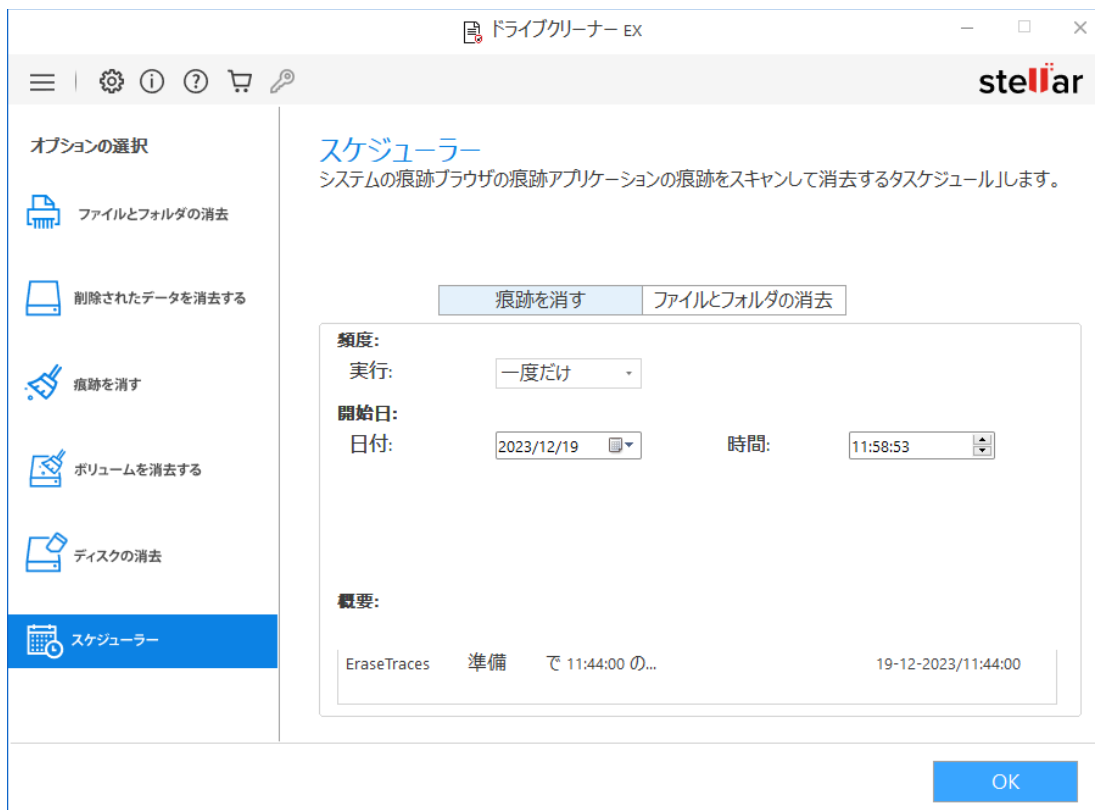 ドライブクリーナー EX
stellar
オプションの選択
ファイルとフォルダの消去
削除されたデータを消去する
痕跡を消す
ボリュームを消去する
ディスクの消去
スケジューラー
スケジューラー
システムの痕跡ブラウザの痕跡アプリケーションの痕跡をスキャンして消去するタスケジュール」します。
痕跡を消す ファイルとフォルダの消去
頻度:
実行: 一度だけ
開始日:
日付: 2023/12/19 時間: 11:58:53
概要:
EraseTraces 準備 で 11:44:00 の... 19-12-2023/11:44:00
OK